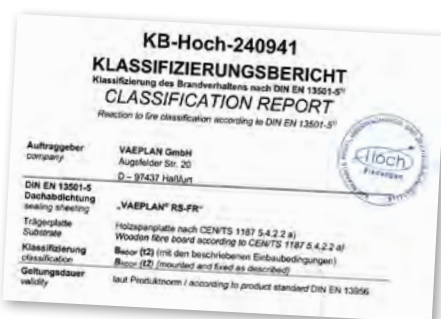 KB-Hoch-240941
KLASSIFIZIERUNGSBERICHT
Klassifizierung des Brandverhaltens nach DIN EN 13501-5¹⁾
CLASSIFICATION REPORT
Reaction to fire classification according to DIN EN 13501-5¹⁾
Hoch
Fladungen
Auftraggeber
company
VAEPLAN GmbH
Augsfelder Str. 20
D – 97437 Haßfurt
DIN EN 13501-5
Dachabdichtung
sealing sheeting
„VAEPLAN® RS-FR“
Trägerplatte
Substrate
Holzspanplatte nach CEN/TS 1187 5.4.2.2 a)
Wooden fibre board according to CEN/TS 1187 5.4.2.2 a)
Klassifizierung
classification
(t2) (mit den beschriebenen Einbaubedingungen)
(t2) (mounted and fixed as described)
Geltungsdauer
validity
laut Produktnorm / according to product standard DIN EN 13956